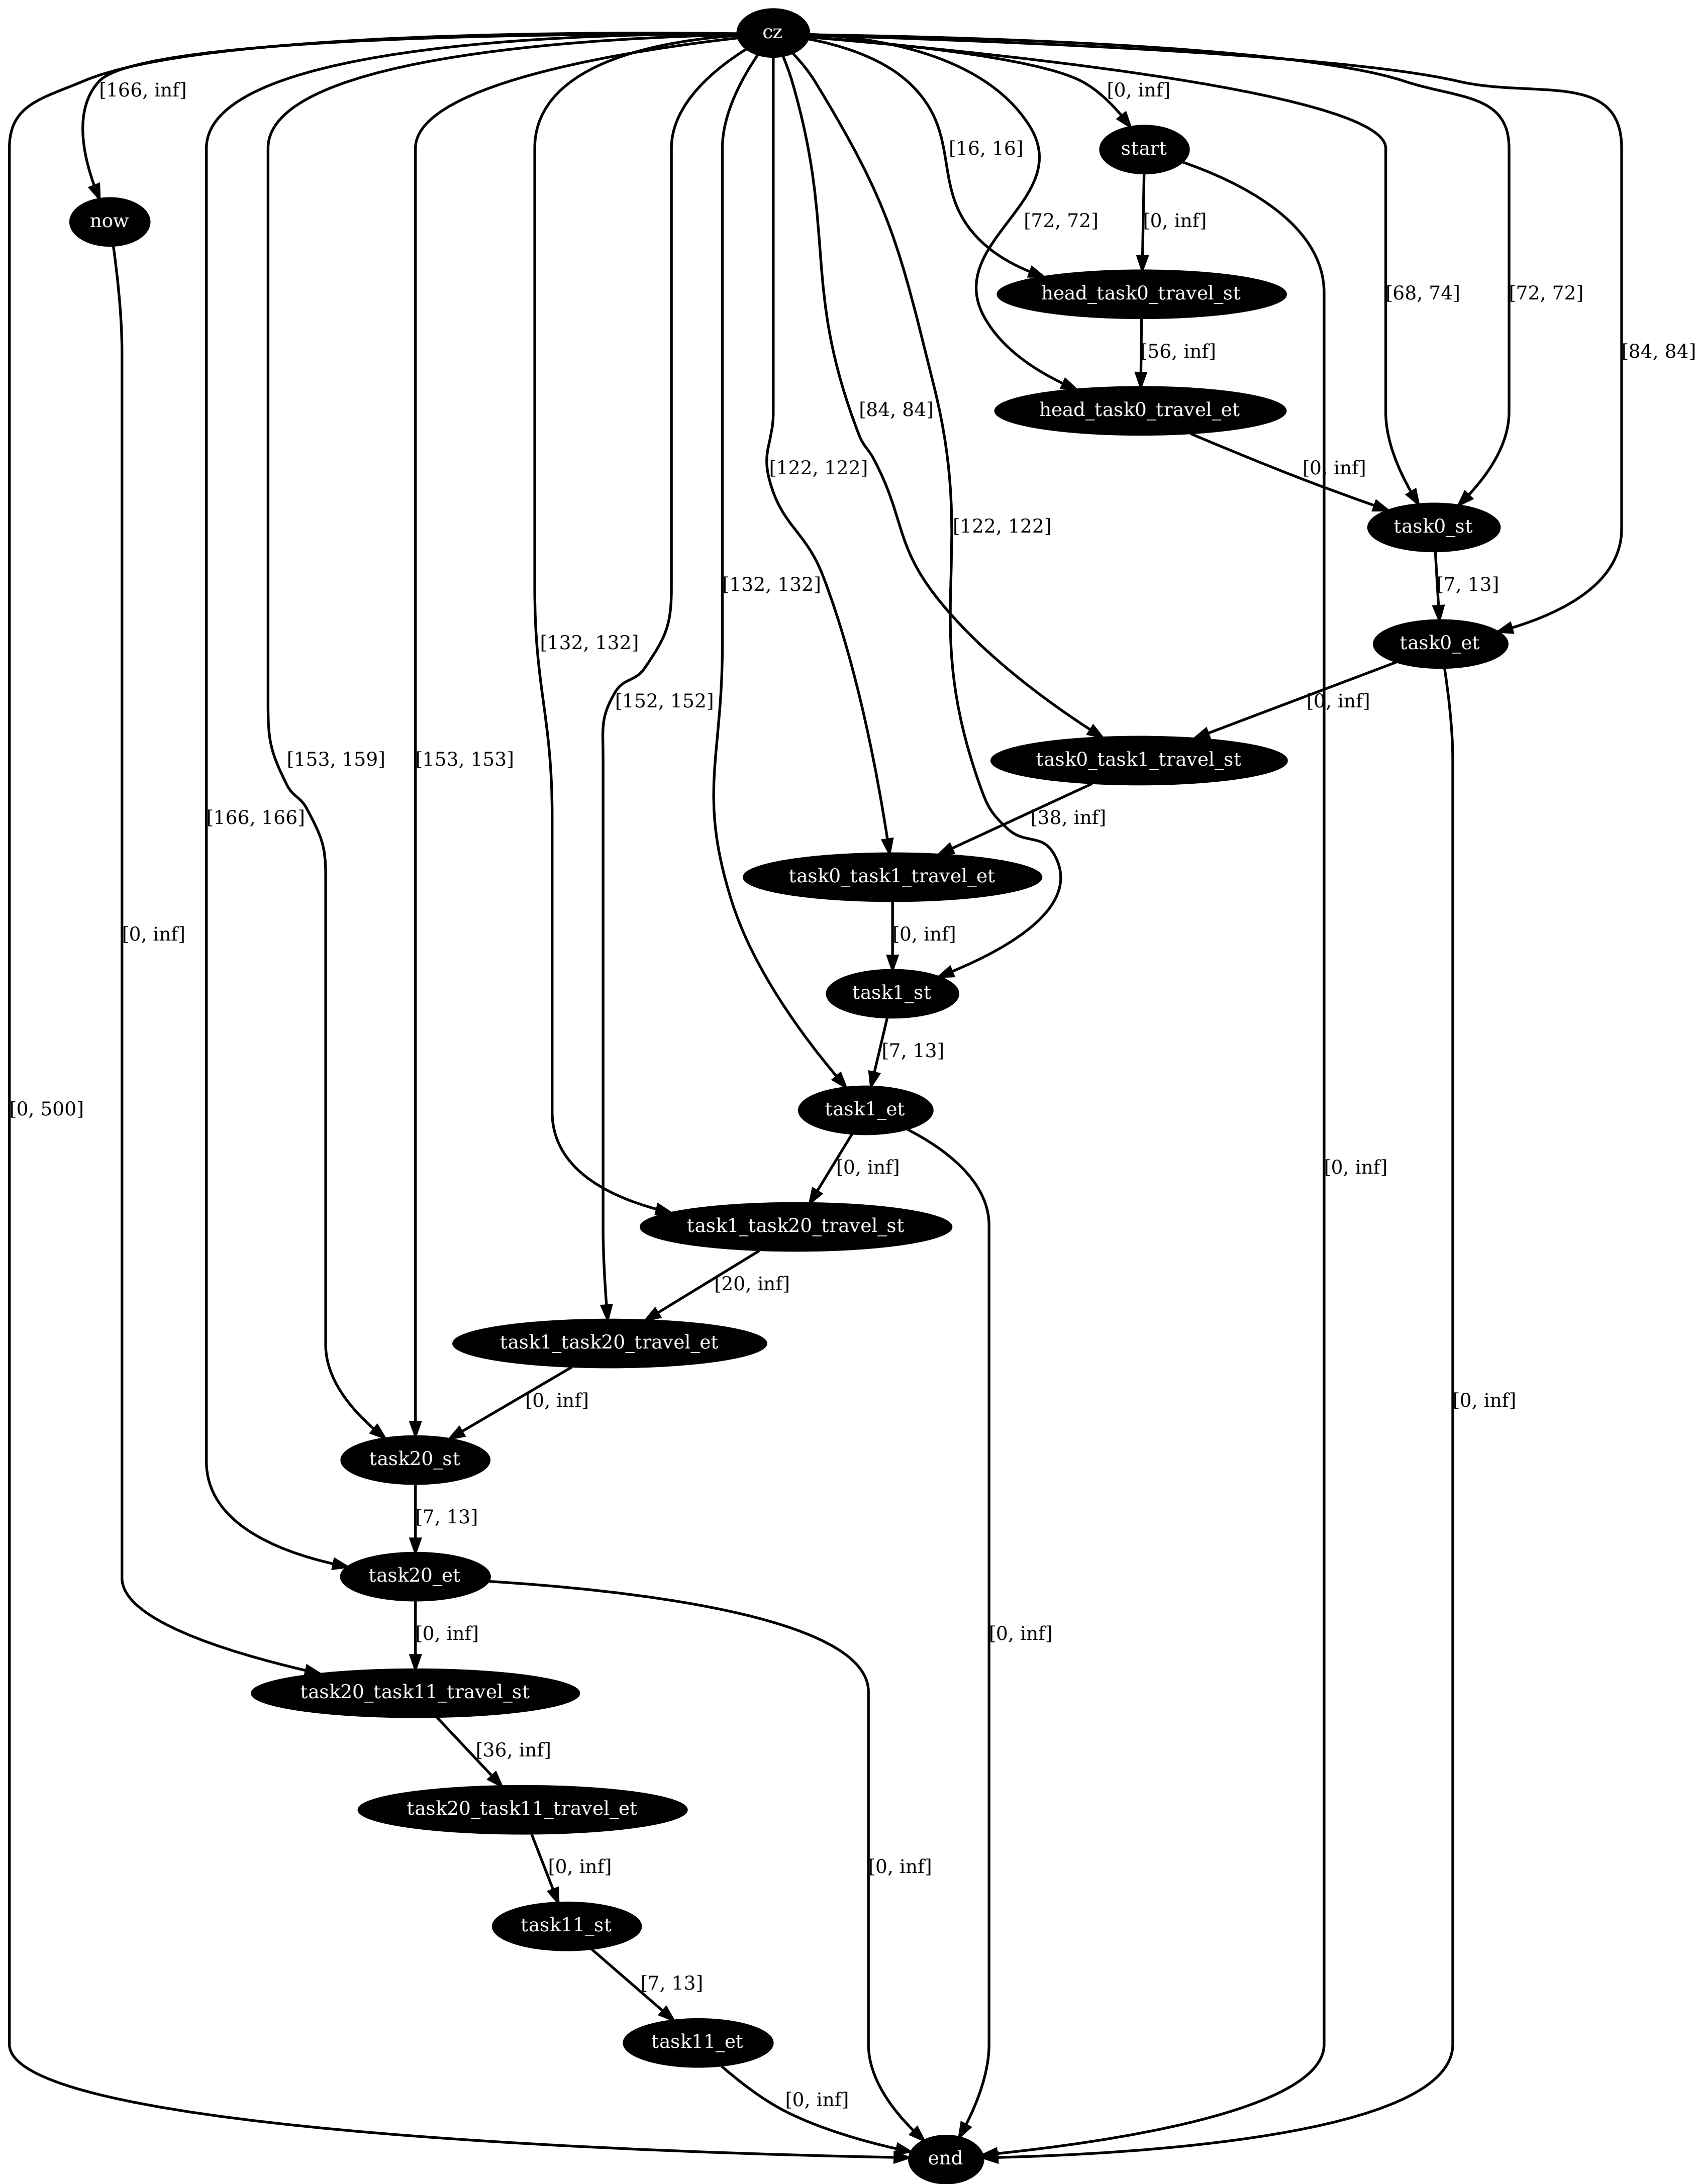 cz
[166, inf]
[0, inf]
start
[16, 16]
now
[72, 72]
[0, inf]
head_task0_travel_st
[68, 74]
[72, 72]
[56, inf]
[84, 84]
head_task0_travel_et
[84, 84]
[122, 122]
[0, inf]
[122, 122]
task0_st
[132, 132]
[7, 13]
[132, 132]
task0_et
[152, 152]
[0, inf]
[153, 159]
[153, 153]
task0_task1_travel_st
[166, 166]
[38, inf]
task0_task1_travel_et
[0, inf]
[0, inf]
task1_st
[7, 13]
[0, 500]
task1_et
[0, inf]
[0, inf]
task1_task20_travel_st
[20, inf]
task1_task20_travel_et
[0, inf]
[0, inf]
task20_st
[7, 13]
task20_et
[0, inf]
[0, inf]
task20_task11_travel_st
[36, inf]
task20_task11_travel_et
[0, inf]
[0, inf]
task11_st
[7, 13]
task11_et
[0, inf]
end